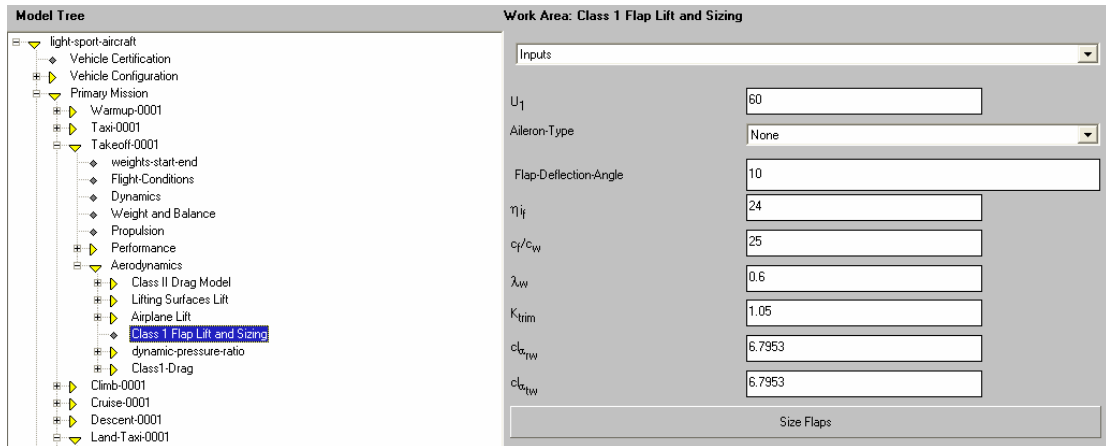 Model Tree
light-sport-aircraft
Vehicle Certification
Vehicle Configuration
Primary Mission
Warmup-0001
Taxi-0001
Takeoff-0001
weights-start-end
Flight-Conditions
Dynamics
Weight and Balance
Propulsion
Performance
Aerodynamics
Class II Drag Model
Lifting Surfaces Lift
Airplane Lift
Class 1 Flap Lift and Sizing
dynamic-pressure-ratio
Class1-Drag
Climb-0001
Cruise-0001
Descent-0001
Land-Taxi-0001
Work Area: Class 1 Flap Lift and Sizing
Inputs
U1 60
Aileron-Type None
Flap-Deflection-Angle 10
ηif 24
cf/cw 25
λw 0.6
Ktrim 1.05
clαrw 6.7953
clαtw 6.7953
Size Flaps